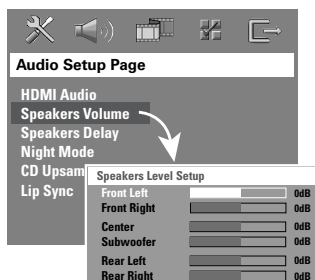 Audio Setup Page
HDMI Audio
Speakers Volume
Speakers Delay
Night Mode
CD Upsam
Lip Sync
Speakers Level Setup
Front Left 0dB
Front Right 0dB
Center 0dB
Subwoofer 0dB
Rear Left 0dB
Rear Right 0dB